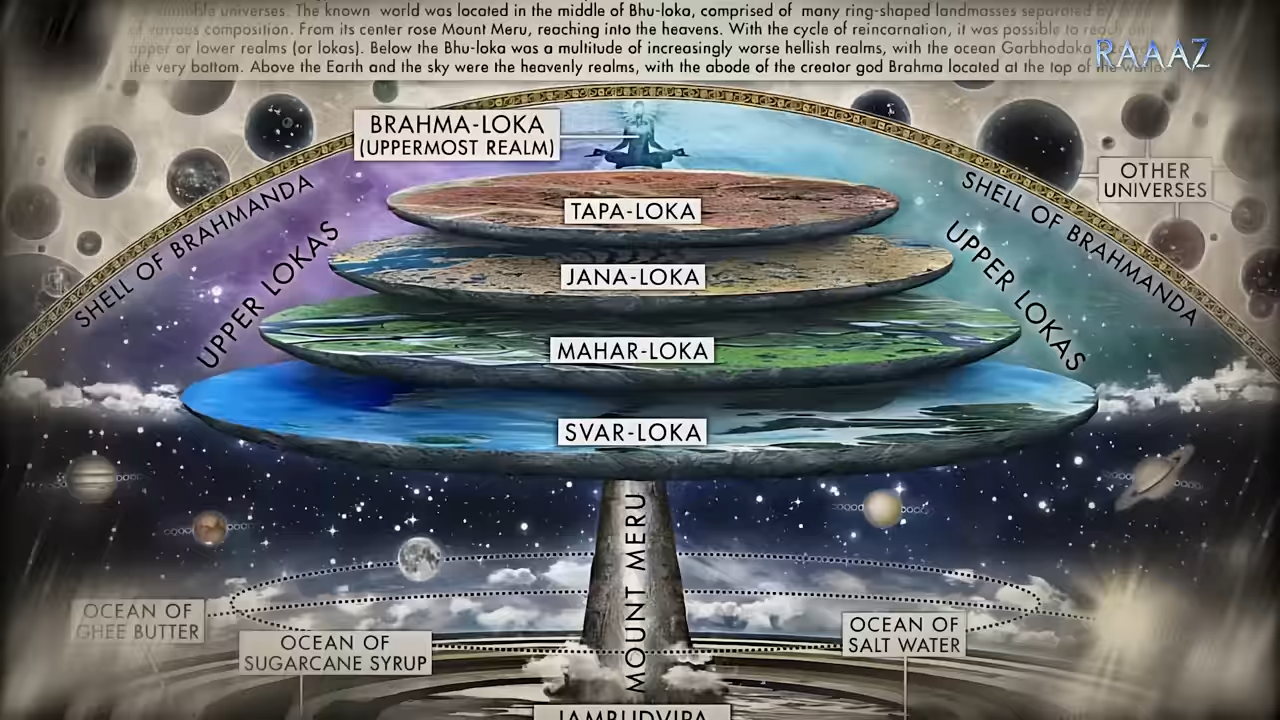 universes. The known world was located in the middle of Bhu-loka, comprised of many ring-shaped landmasses separated
of various composition. From its center rose Mount Meru, reaching into the heavens. With the cycle of reincarnation, it was possible to
upper or lower realms (or lokas). Below the Bhu-loka was a multitude of increasingly worse hellish realms, with the ocean Garbhodaka
the very bottom. Above the Earth and the sky were the heavenly realms, with the abode of the creator god Brahma located at the top of the world.
RAAAZ
BRAHMA-LOKA
(UPPERMOST REALM)
OTHER
UNIVERSES
SHELL OF BRAHMANDA
SHELL OF BRAHMANDA
UPPER LOKAS
UPPER LOKAS
TAPA-LOKA
JANA-LOKA
MAHAR-LOKA
SVAR-LOKA
MOUNT MERU
OCEAN OF
GHEE BUTTER
OCEAN OF
SUGARCANE SYRUP
OCEAN OF
SALT WATER
JAMBUDVIPA